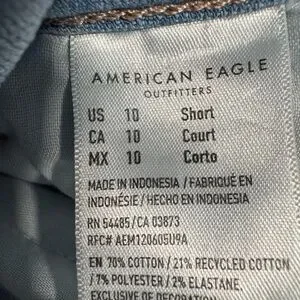 AMERICAN EAGLE
OUTFITTERS
US 10 Short
CA 10 Court
MX 10 Corto
MADE IN INDONESIA / FABRIQUÉ EN
INDONÉSIE / HECHO EN INDONESIA
RN 54485/CA 03873
RFC# AEM120605U9A
EN 70% COTTON / 21% RECYCLED COTTON
/ 7% POLYESTER / 2% ELASTANE,